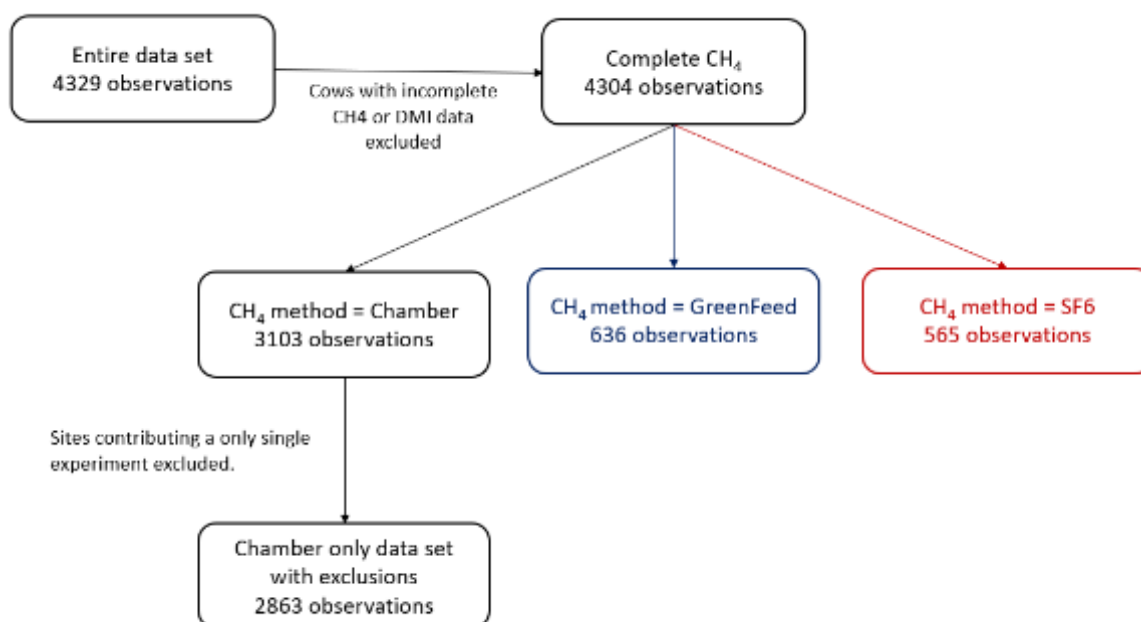 Entire data set
4329 observations
Cows with incomplete
CH4 or DMI data
excluded
Complete CH₄
4304 observations
CH₄ method = Chamber
3103 observations
CH₄ method = GreenFeed
636 observations
CH₄ method = SF6
565 observations
Sites contributing a only single
experiment excluded.
Chamber only data set
with exclusions
2863 observations